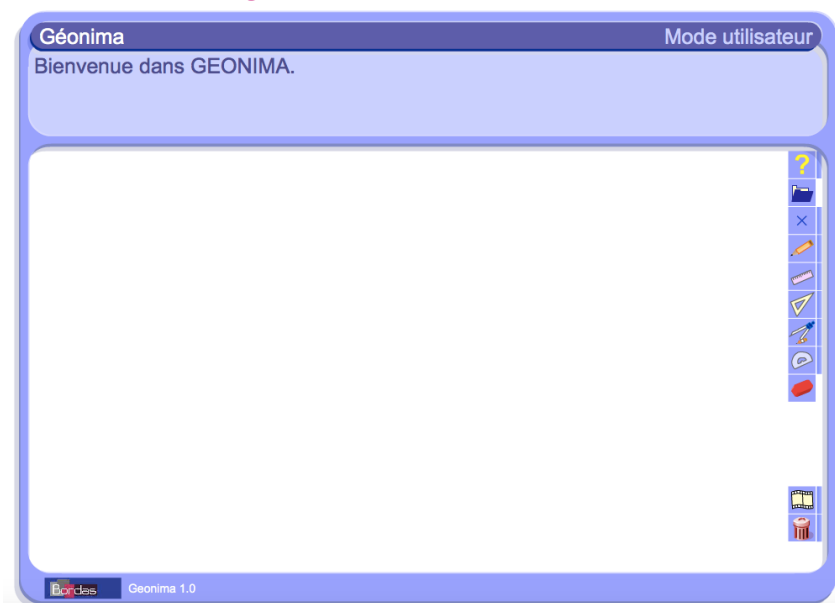 Géonima
Mode utilisateur
Bienvenue dans GEONIMA.
?
Bordas
Geonima 1.0